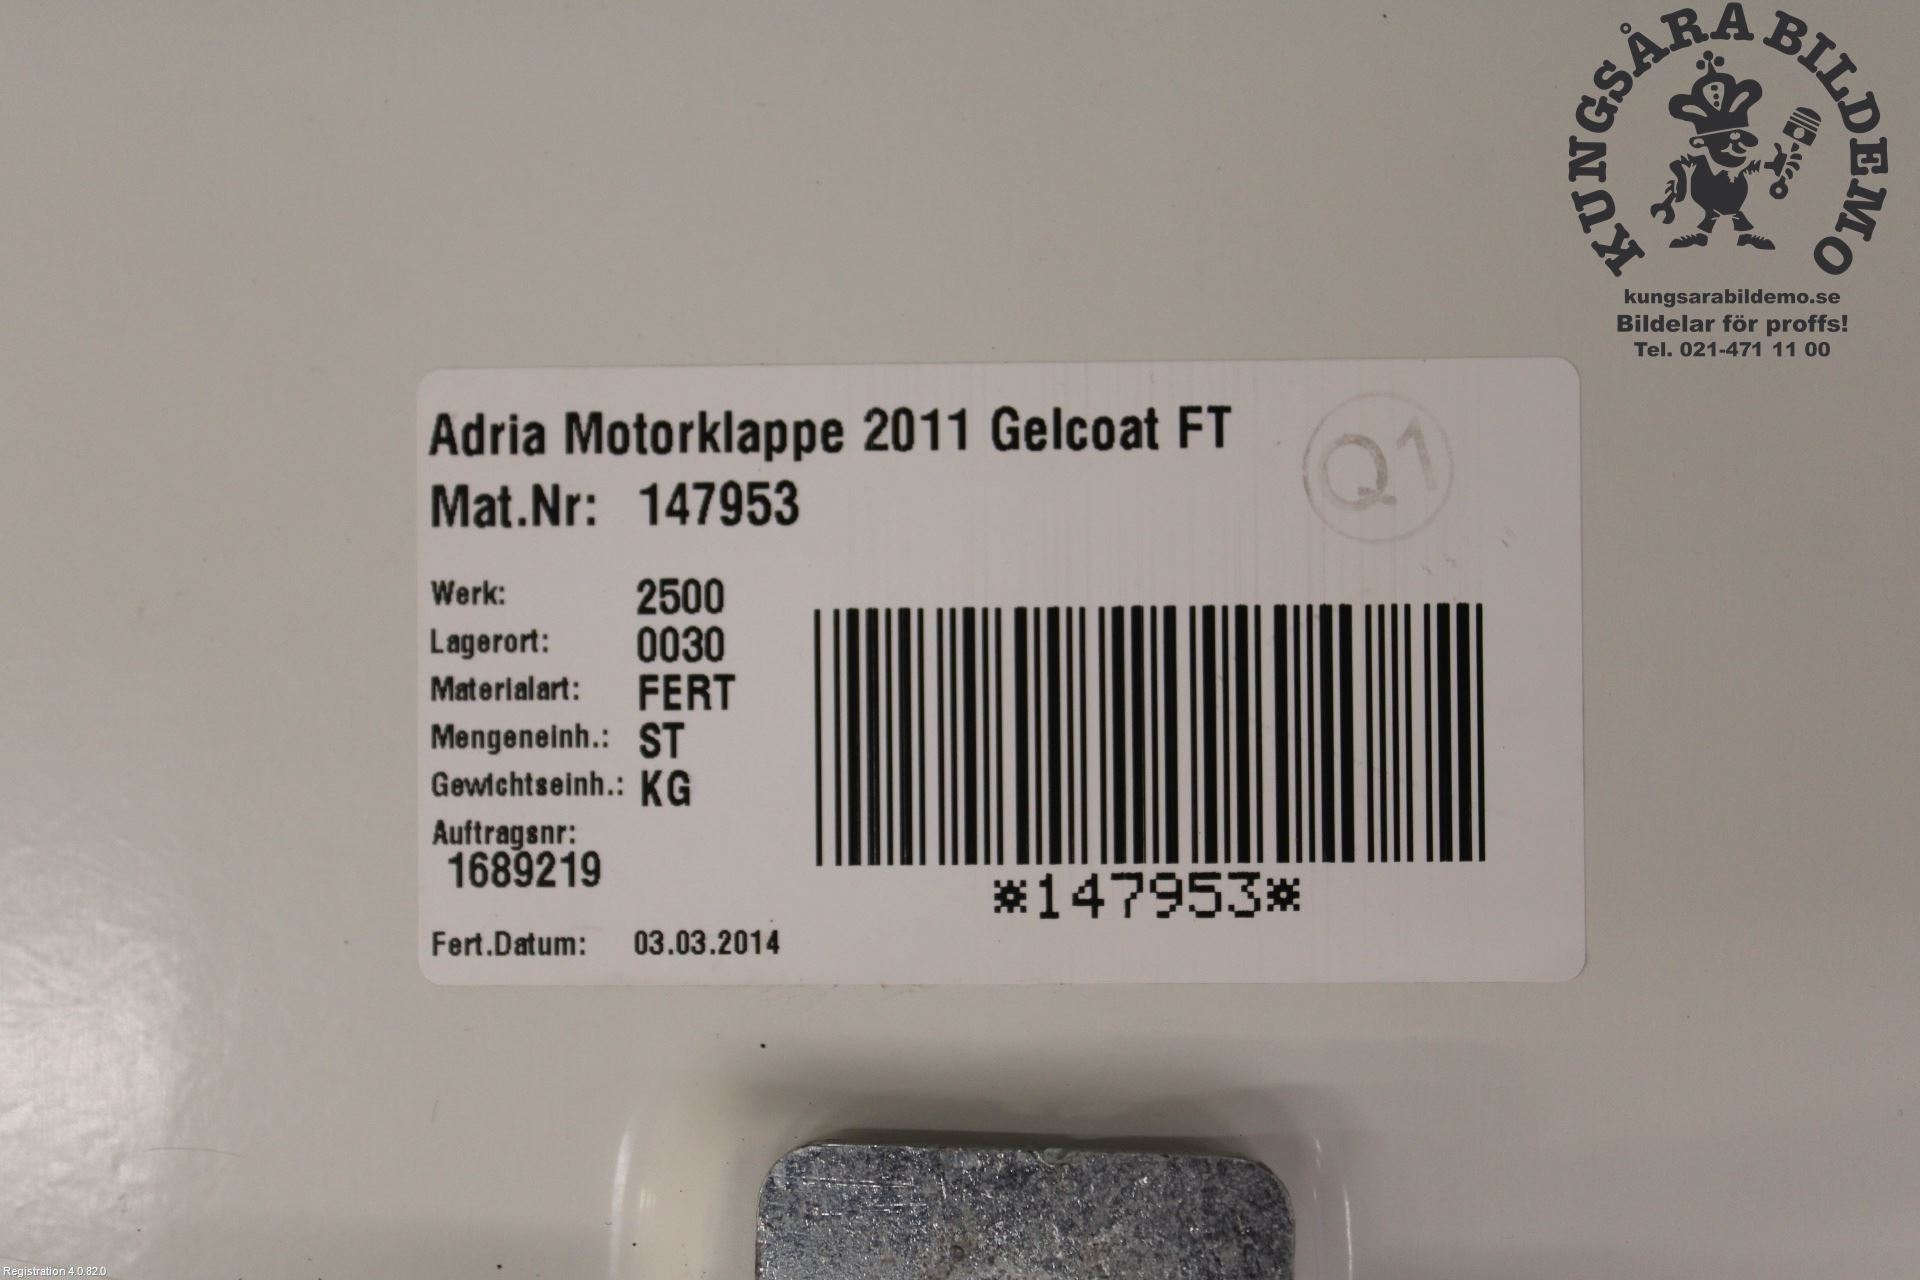 KUNGSÅRA BILDEMO
kungsarabildemo.se
Bildelar för proffs!
Tel. 021-471 11 00
Adria Motorklappe 2011 Gelcoat FT
Q1
Mat.Nr: 147953
Werk: 2500
Lagerort: 0030
Materialart: FERT
Mengeneinh.: ST
Gewichtseinh.: KG
Auftragsnr:
1689219
*147953*
Fert.Datum: 03.03.2014
Registration 4.0.82.0